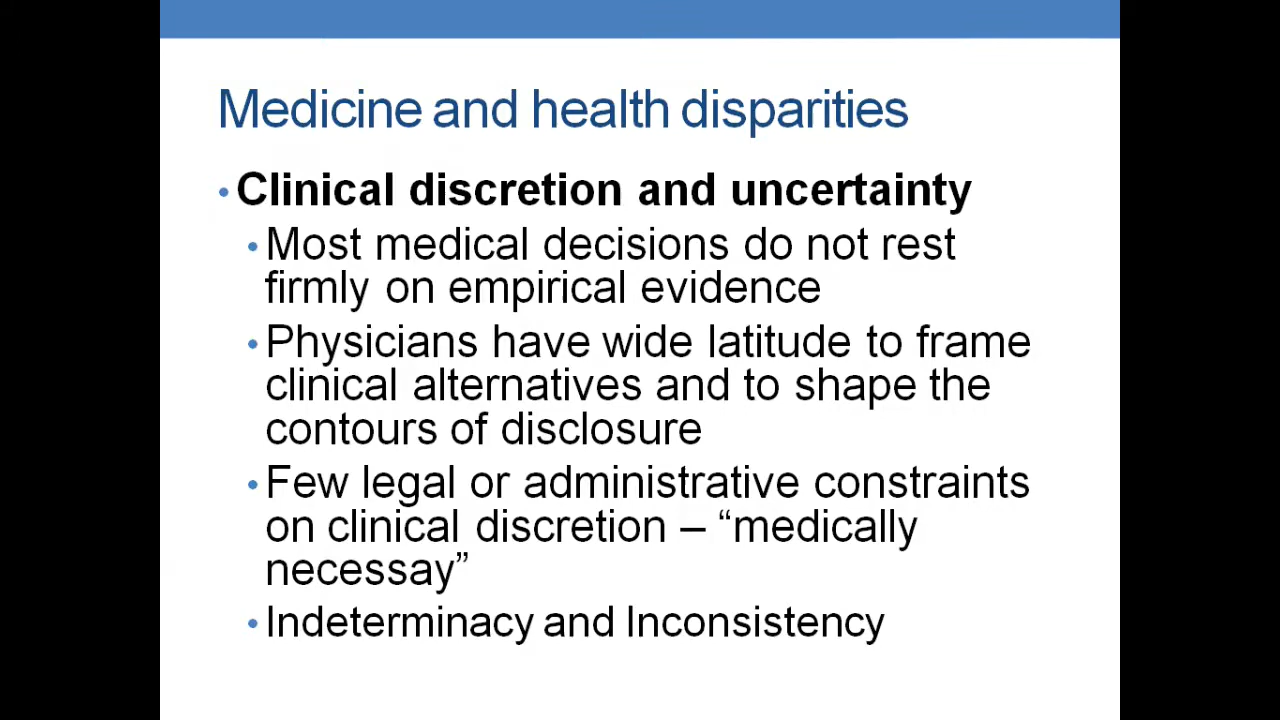 Medicine and health disparities
• Clinical discretion and uncertainty
• Most medical decisions do not rest
firmly on empirical evidence
• Physicians have wide latitude to frame
clinical alternatives and to shape the
contours of disclosure
• Few legal or administrative constraints
on clinical discretion – “medically
necessay”
• Indeterminacy and Inconsistency